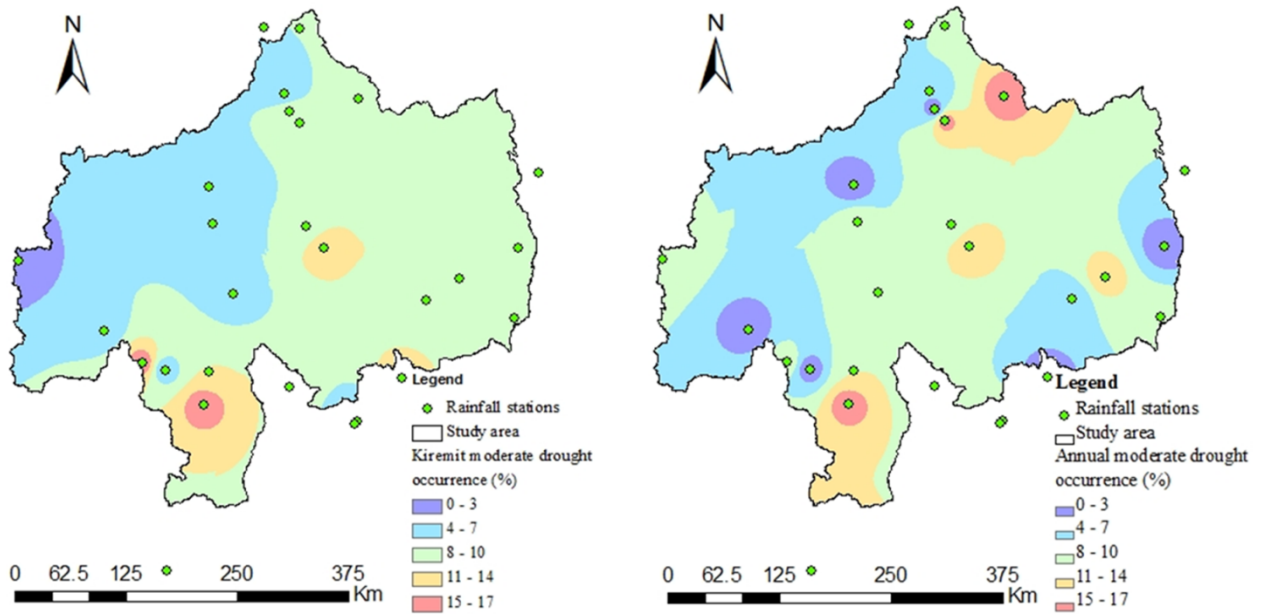 N
Legend
Rainfall stations
Study area
Kiremit moderate drought
occurrence (%)
0 - 3
4 - 7
8 - 10
11 - 14
15 - 17
0 62.5 125 250 375
Km
N
Legend
Rainfall stations
Study area
Annual moderate drought
occurrence (%)
0 - 3
4 - 7
8 - 10
11 - 14
15 - 17
0 62.5 125 250 375
Km